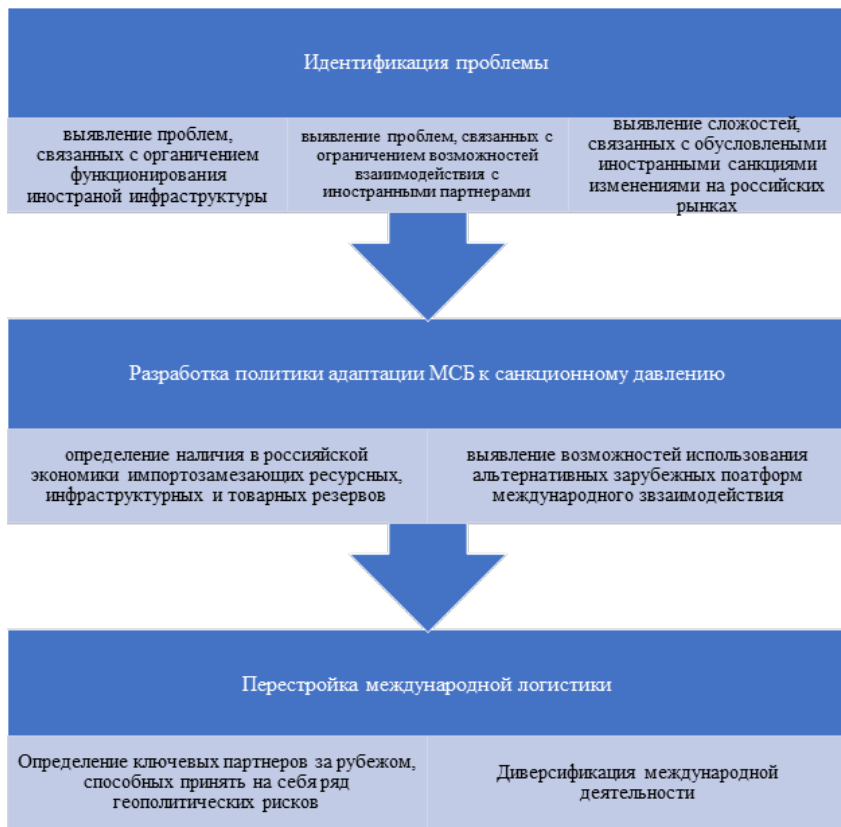 Идентификация проблемы
выявление проблем,
связанных с органичением
функционирования
иностраной инфраструктуры
выявление проблем, связанных с
ограничением возможностей
взаиимодействия с
иностранными партнерами
выявление сложостей,
связанных с обусловлеными
иностранными санкциями
изменениями на российских
рынках
Разработка политики адаптации МСБ к санкционному давлению
определение наличия в россияйской
экономики импортозамезающих ресурсных,
инфраструктурных и товарных резервов
выявление возможностей использования
альтернативных зарубежных поатформ
международного звзаимодействия
Перестройка международной логистики
Определение ключевых партнеров за рубежом,
способных принять на себя ряд
геополитических рисков
Диверсификация международной
деятельности